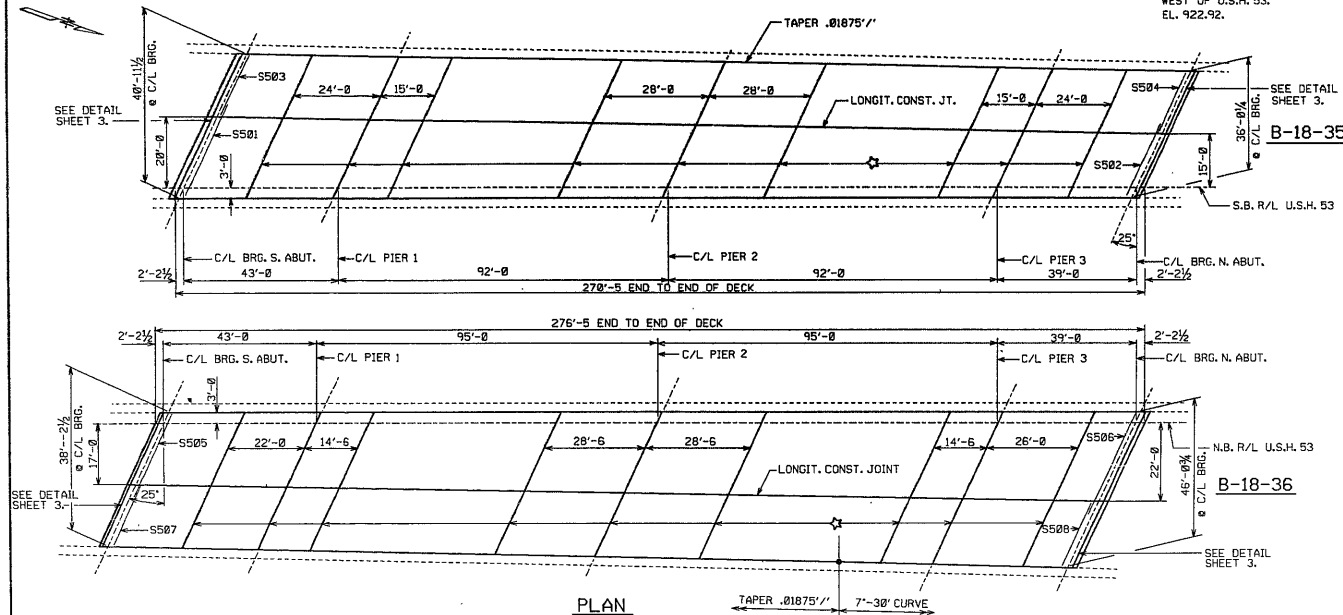 WEST OF U.S.H. 53.
EL. 922.92.
TAPER .01875'/'
40'-11½
@ C/L BRG.
S503
24'-0
15'-0
28'-0
28'-0
15'-0
24'-0
S504
SEE DETAIL
SHEET 3.
SEE DETAIL
SHEET 3.
36'-0¼
@ C/L BRG.
B-18-35
LONGIT. CONST. JT.
S501
20'-0
3'-0
S502
15'-0
S.B. R/L U.S.H. 53
25°
C/L BRG. S. ABUT.
C/L PIER 1
C/L PIER 2
C/L PIER 3
C/L BRG. N. ABUT.
2'-2½
43'-0
92'-0
92'-0
39'-0
2'-2½
270'-5 END TO END OF DECK
276'-5 END TO END OF DECK
2'-2½
43'-0
95'-0
95'-0
39'-0
2'-2½
C/L BRG. S. ABUT.
C/L PIER 1
C/L PIER 2
C/L PIER 3
C/L BRG. N. ABUT.
38'-2½
@ C/L BRG.
3'-0
17'-0
S505
22'-0
14'-6
28'-6
28'-6
14'-6
26'-0
S506
N.B. R/L U.S.H. 53
22'-0
46'-0¾
@ C/L BRG.
B-18-36
LONGIT. CONST. JOINT
25°
SEE DETAIL
SHEET 3.
S507
S508
SEE DETAIL
SHEET 3.
PLAN
TAPER .01875'/'
7°-30' CURVE